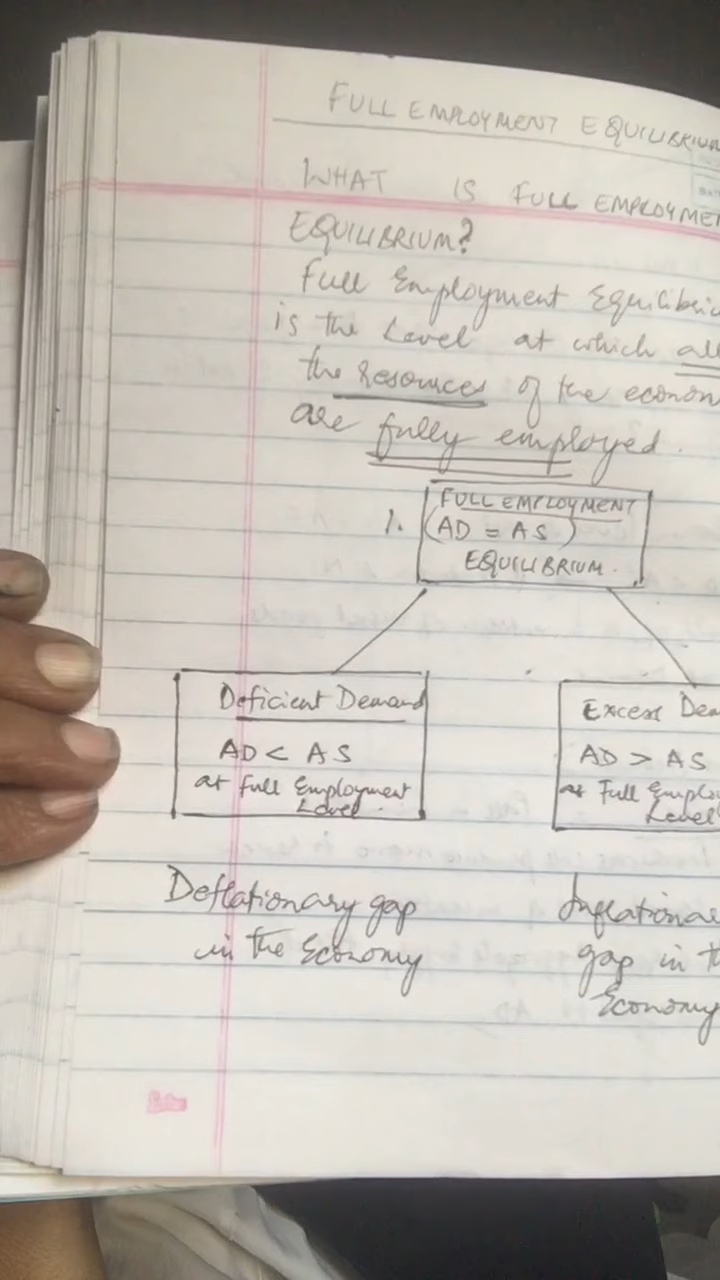 FULL EMPLOYMENT EQUILIBRIUM
WHAT IS FULL EMPLOYMEN
EQUILIBRIUM?
Full Employment Equilibriu
is the Level at which all
the resources of the econom
are fully employed.
1. FULL EMPLOYMENT
(AD = AS)
EQUILIBRIUM.
Deficient Demand
AD < AS
at full Employment
Level.
Excess Dem
AD > AS
at Full Emplo
Level
Deflationary gap
in the Economy
Inflationar
gap in th
Economy